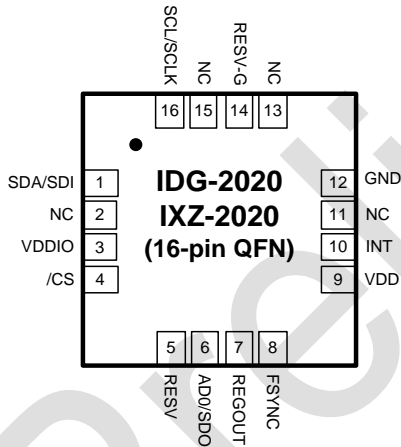 SCL/SCLK
NC
RESV-G
NC
16
15
14
13
SDA/SDI 1
NC 2
VDDIO 3
/CS 4
IDG-2020
IXZ-2020
(16-pin QFN)
12 GND
11 NC
10 INT
9 VDD
5
6
7
8
RESV
AD0/SDO
REGOUT
FSYNC
Preli